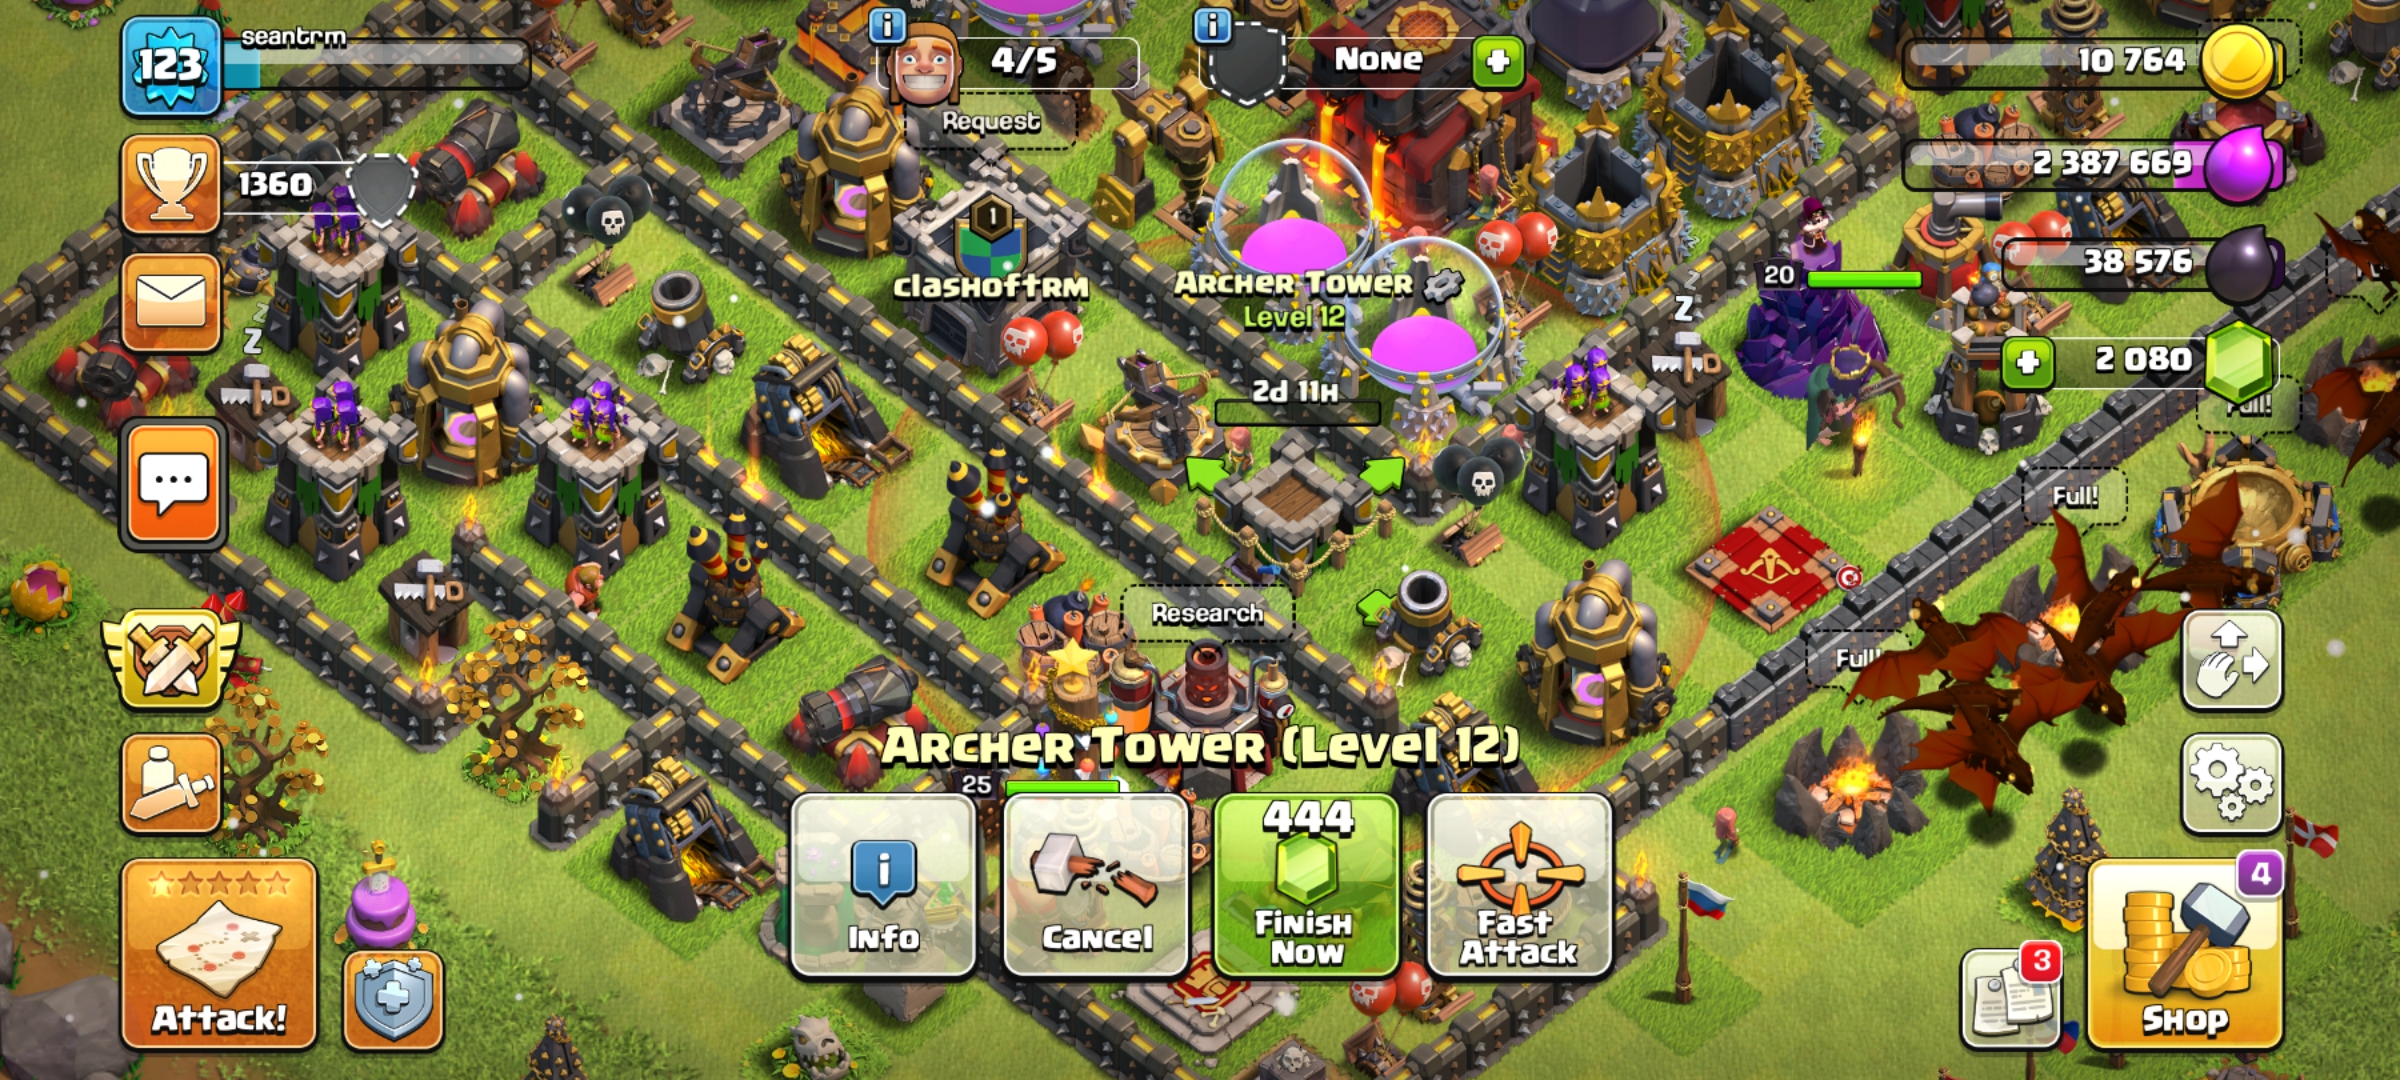 123
seantrm
4/5
None
10 764
Request
2 387 669
1360
1
38 576
20
clashoftrm
Archer Tower
Level 12
2d 11h
2 080
Full!
z
z
z
z
Full!
Research
Full!
Archer Tower (Level 12)
25
444
Info
Cancel
Finish
Now
Fast
Attack
4
3
Attack!
Shop